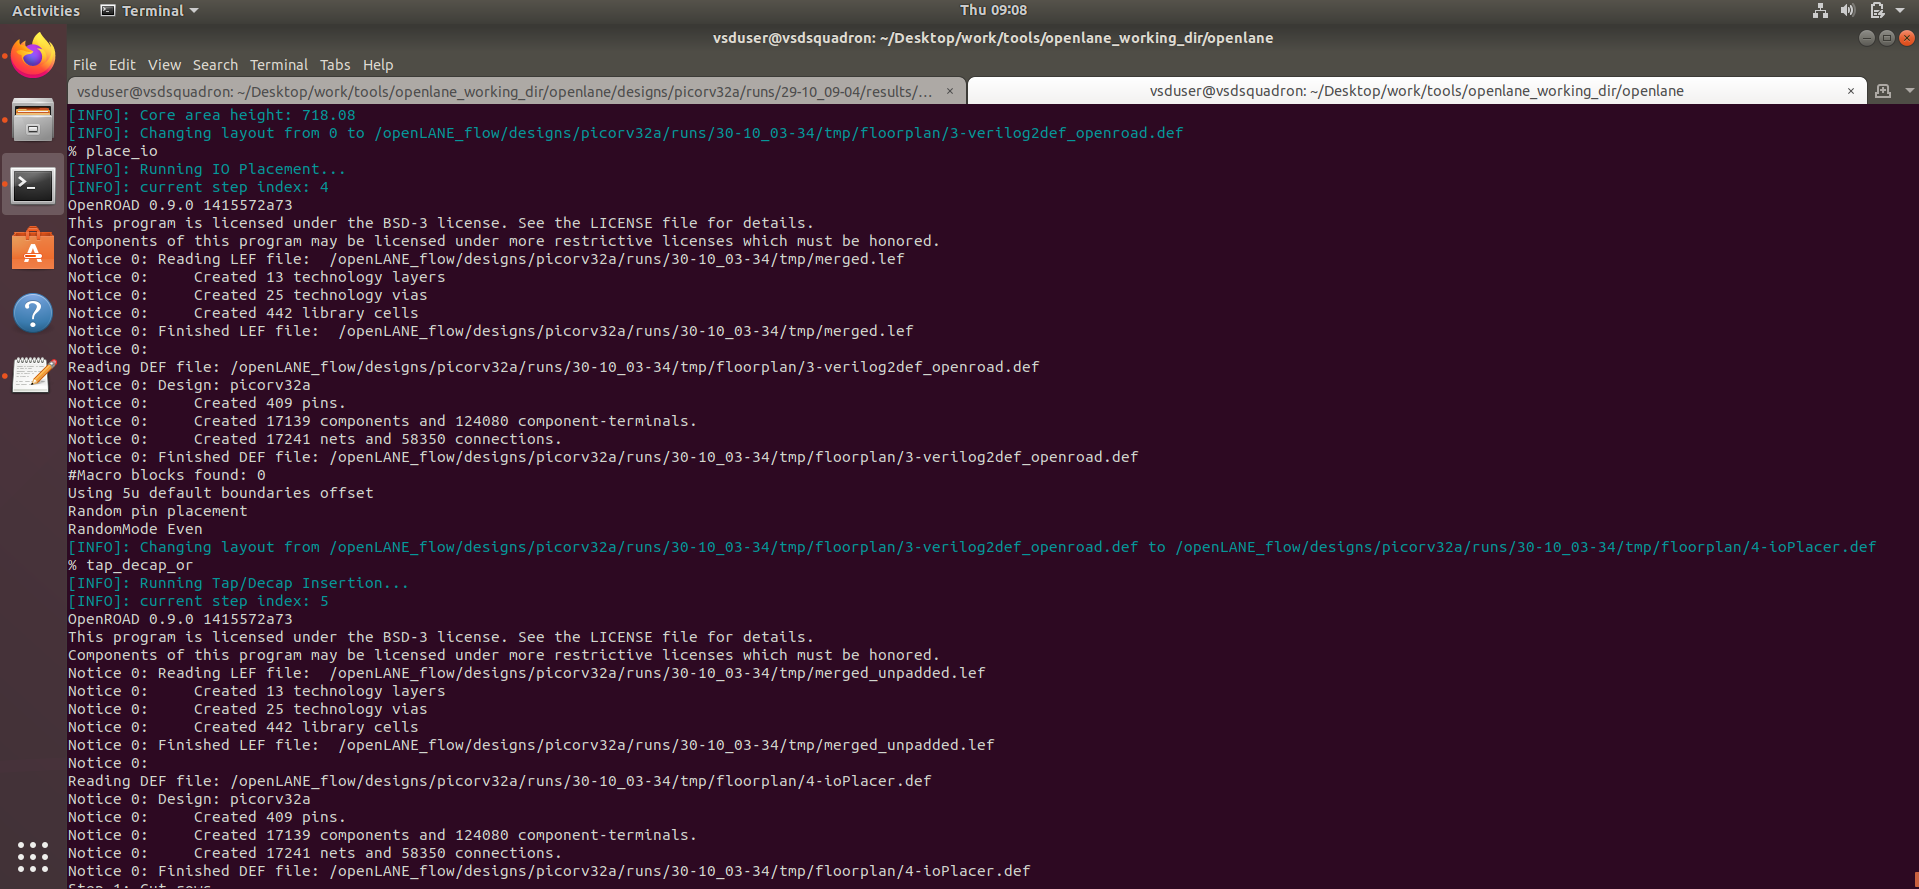 Activities Terminal Thu 09:08
vsduser@vsdsquadron: ~/Desktop/work/tools/openlane_working_dir/openlane
File Edit View Search Terminal Tabs Help
vsduser@vsdsquadron: ~/Desktop/work/tools/openlane_working_dir/openlane/designs/picorv32a/runs/29-10_09-04/results/... × vsduser@vsdsquadron: ~/Desktop/work/tools/openlane_working_dir/openlane ×
[INFO]: Core area height: 718.08
[INFO]: Changing layout from 0 to /openLANE_flow/designs/picorv32a/runs/30-10_03-34/tmp/floorplan/3-verilog2def_openroad.def
% place_io
[INFO]: Running IO Placement...
[INFO]: current step index: 4
OpenROAD 0.9.0 1415572a73
This program is licensed under the BSD-3 license. See the LICENSE file for details.
Components of this program may be licensed under more restrictive licenses which must be honored.
Notice 0: Reading LEF file:  /openLANE_flow/designs/picorv32a/runs/30-10_03-34/tmp/merged.lef
Notice 0:     Created 13 technology layers
Notice 0:     Created 25 technology vias
Notice 0:     Created 442 library cells
Notice 0: Finished LEF file:  /openLANE_flow/designs/picorv32a/runs/30-10_03-34/tmp/merged.lef
Notice 0:
Reading DEF file: /openLANE_flow/designs/picorv32a/runs/30-10_03-34/tmp/floorplan/3-verilog2def_openroad.def
Notice 0: Design: picorv32a
Notice 0:     Created 409 pins.
Notice 0:     Created 17139 components and 124080 component-terminals.
Notice 0:     Created 17241 nets and 58350 connections.
Notice 0: Finished DEF file: /openLANE_flow/designs/picorv32a/runs/30-10_03-34/tmp/floorplan/3-verilog2def_openroad.def
#Macro blocks found: 0
Using 5u default boundaries offset
Random pin placement
RandomMode Even
[INFO]: Changing layout from /openLANE_flow/designs/picorv32a/runs/30-10_03-34/tmp/floorplan/3-verilog2def_openroad.def to /openLANE_flow/designs/picorv32a/runs/30-10_03-34/tmp/floorplan/4-ioPlacer.def
% tap_decap_or
[INFO]: Running Tap/Decap Insertion...
[INFO]: current step index: 5
OpenROAD 0.9.0 1415572a73
This program is licensed under the BSD-3 license. See the LICENSE file for details.
Components of this program may be licensed under more restrictive licenses which must be honored.
Notice 0: Reading LEF file:  /openLANE_flow/designs/picorv32a/runs/30-10_03-34/tmp/merged_unpadded.lef
Notice 0:     Created 13 technology layers
Notice 0:     Created 25 technology vias
Notice 0:     Created 442 library cells
Notice 0: Finished LEF file:  /openLANE_flow/designs/picorv32a/runs/30-10_03-34/tmp/merged_unpadded.lef
Notice 0:
Reading DEF file: /openLANE_flow/designs/picorv32a/runs/30-10_03-34/tmp/floorplan/4-ioPlacer.def
Notice 0: Design: picorv32a
Notice 0:     Created 409 pins.
Notice 0:     Created 17139 components and 124080 component-terminals.
Notice 0:     Created 17241 nets and 58350 connections.
Notice 0: Finished DEF file: /openLANE_flow/designs/picorv32a/runs/30-10_03-34/tmp/floorplan/4-ioPlacer.def
Step 1: Cut rows